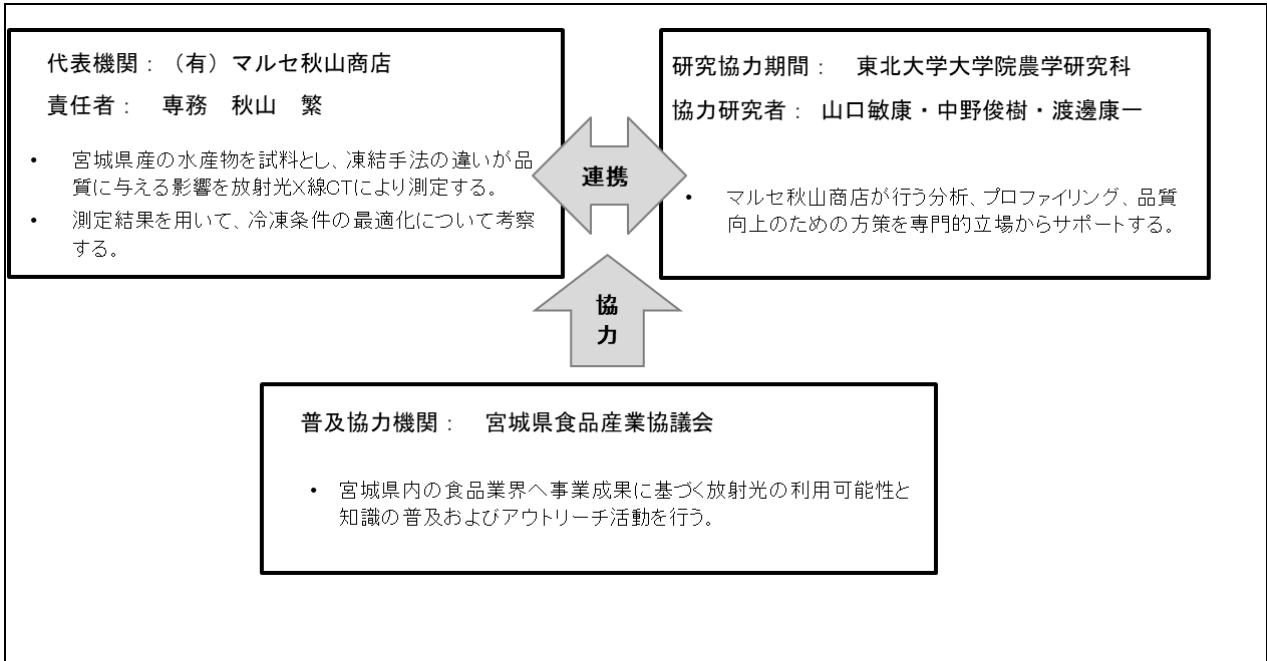 代表機関：（有）マルセ秋山商店
責任者： 専務 秋山 繁
• 宮城県産の水産物を試料とし、凍結手法の違いが品
質に与える影響を放射光X線CTにより測定する。
• 測定結果を用いて、冷凍条件の最適化について考察
する。
連携
研究協力期間： 東北大学大学院農学研究科
協力研究者： 山口敏康・中野俊樹・渡邊康一
• マルセ秋山商店が行う分析、プロファイリング、品質
向上のための方策を専門的立場からサポートする。
協
力
普及協力機関： 宮城県食品産業協議会
• 宮城県内の食品業界へ事業成果に基づく放射光の利用可能性と
知識の普及およびアウトリーチ活動を行う。